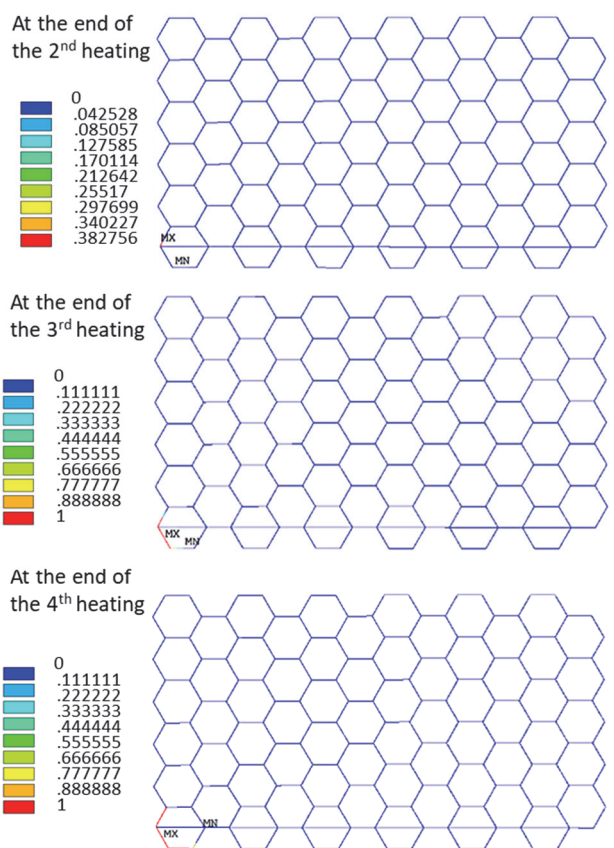 At the end of
the 2nd heating
0
.042528
.085057
.127585
.170114
.212642
.25517
.297699
.340227
.382756
MX
MN
At the end of
the 3rd heating
0
.111111
.222222
.333333
.444444
.555555
.666666
.777777
.888888
1
MX
MN
At the end of
the 4th heating
0
.111111
.222222
.333333
.444444
.555555
.666666
.777777
.888888
1
MN
MX